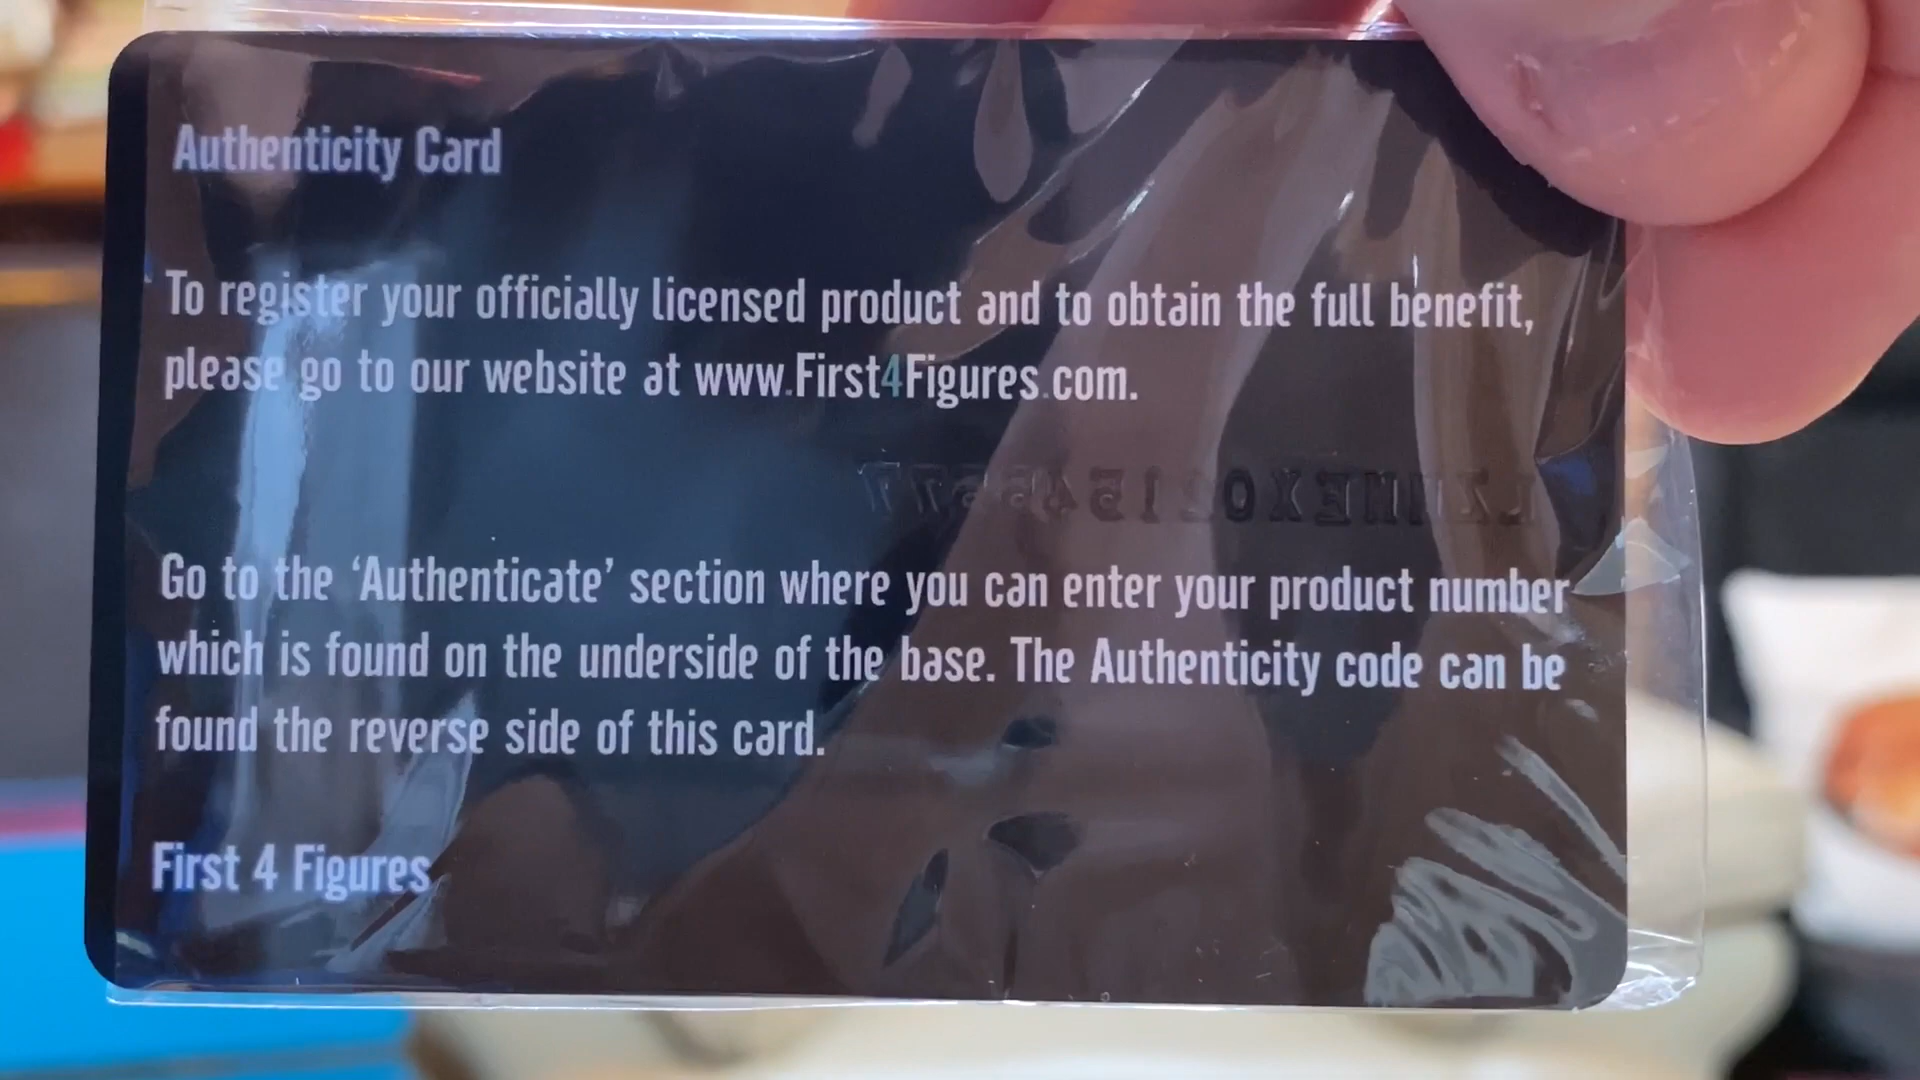 Authenticity Card
To register your officially licensed product and to obtain the full benefit,
please go to our website at www.First4Figures.com.
Go to the ‘Authenticate’ section where you can enter your product number
which is found on the underside of the base. The Authenticity code can be
found the reverse side of this card.
First 4 Figures